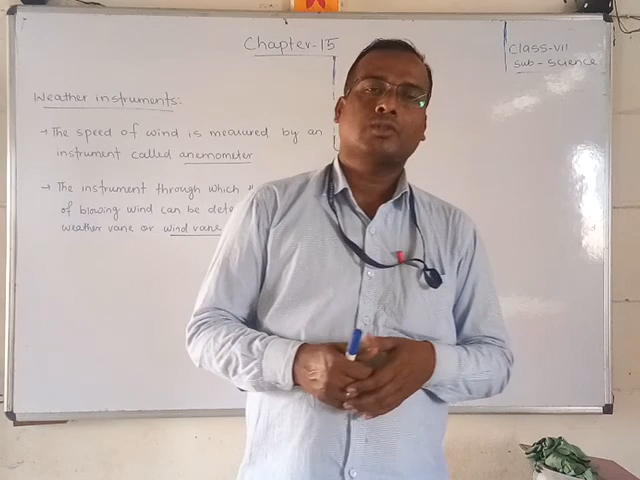 Chapter-15
Class-VII
Sub - Science
Weather instruments:
→ The speed of wind is measured by an
instrument called anemometer
→ The instrument through which
of blowing wind can be
weather vane or wind vane